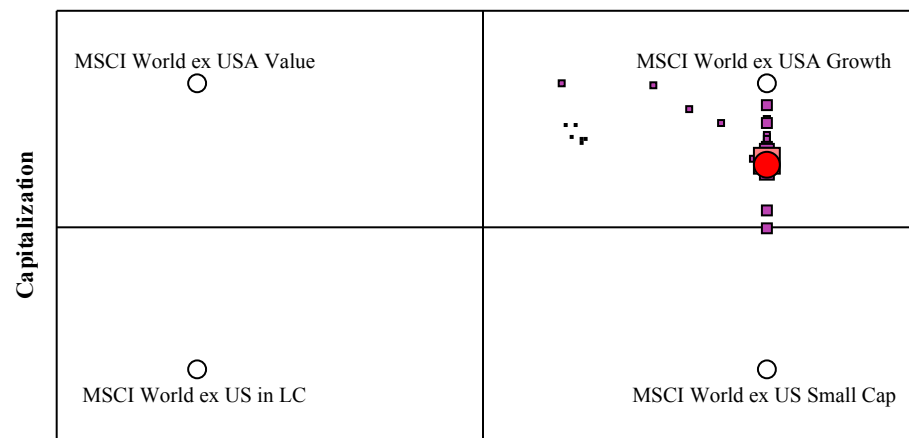 MSCI World ex USA Value
MSCI World ex USA Growth
Capitalization
MSCI World ex US in LC
MSCI World ex US Small Cap